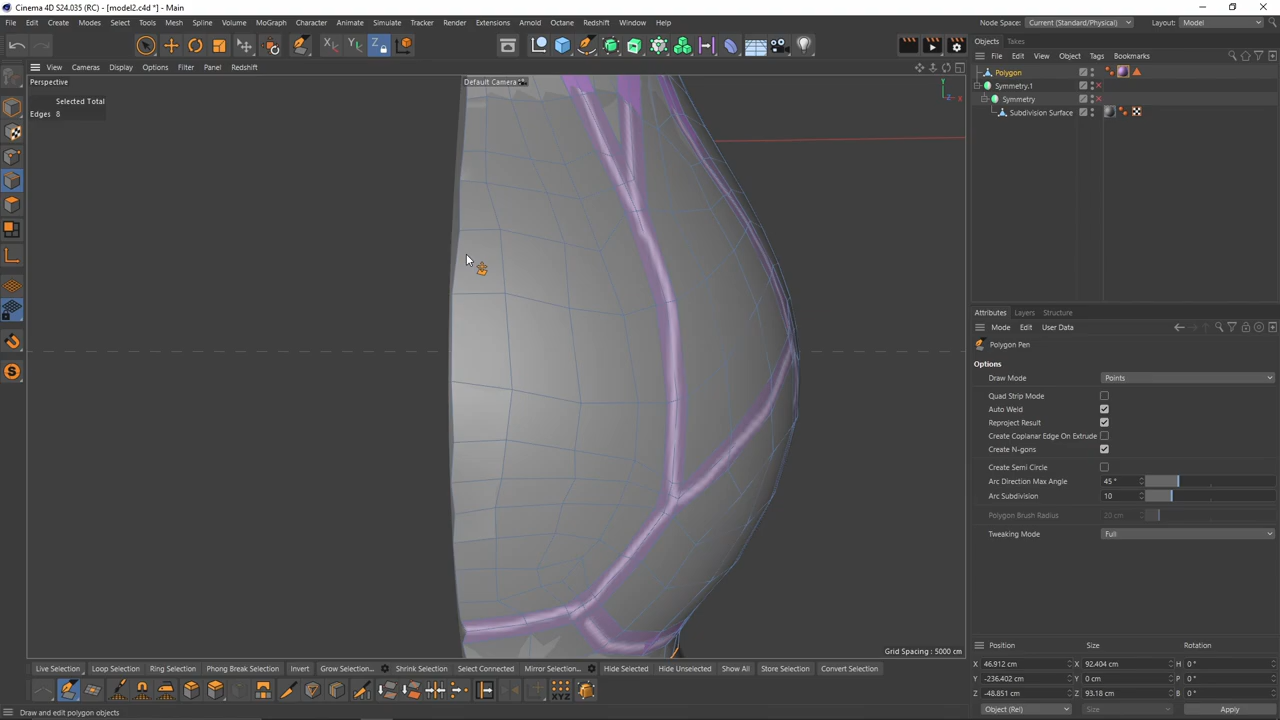 Cinema 4D S24.035 (RC) - [model2.c4d *] - Main
File Edit Create Modes Select Tools Mesh Spline Volume MoGraph Character Animate Simulate Tracker Render Extensions Arnold Octane Redshift Window Help
Node Space: Current (Standard/Physical) Layout: Model
Objects Takes
View Cameras Display Options Filter Panel Redshift
File Edit View Object Tags Bookmarks
Perspective
Default Camera
Selected Total
Edges 8
Polygon
Symmetry.1
Symmetry
Subdivision Surface
Y
X
Z
Attributes Layers Structure
Mode Edit User Data
Polygon Pen
Options
Draw Mode Points
Quad Strip Mode
Auto Weld
Reproject Result
Create Coplanar Edge On Extrude
Create N-gons
Create Semi Circle
Arc Direction Max Angle 45 °
Arc Subdivision 10
Polygon Brush Radius 20 cm
Tweaking Mode Full
Grid Spacing : 5000 cm
Position Size Rotation
X 46.912 cm X 92.404 cm H 0 °
Y -236.402 cm Y 0 cm P 0 °
Z -48.851 cm Z 93.18 cm B 0 °
Object (Rel) Size Apply
Live Selection Loop Selection Ring Selection Phong Break Selection Invert Grow Selection... Shrink Selection Select Connected Mirror Selection... Hide Selected Hide Unselected Show All Store Selection Convert Selection
XYZ
Draw and edit polygon objects